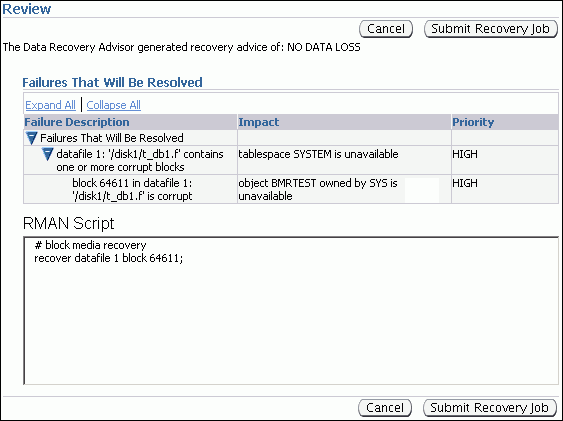 Review
Cancel Submit Recovery Job
The Data Recovery Advisor generated recovery advice of: NO DATA LOSS
Failures That Will Be Resolved
Expand All | Collapse All
Failure Description Impact Priority
Failures That Will Be Resolved
datafile 1: '/disk1/t_db1.f' contains tablespace SYSTEM is unavailable HIGH
one or more corrupt blocks
block 64611 in datafile 1: object BMRTEST owned by SYS is HIGH
'/disk1/t_db1.f' is corrupt unavailable
RMAN Script
# block media recovery
recover datafile 1 block 64611;
Cancel Submit Recovery Job